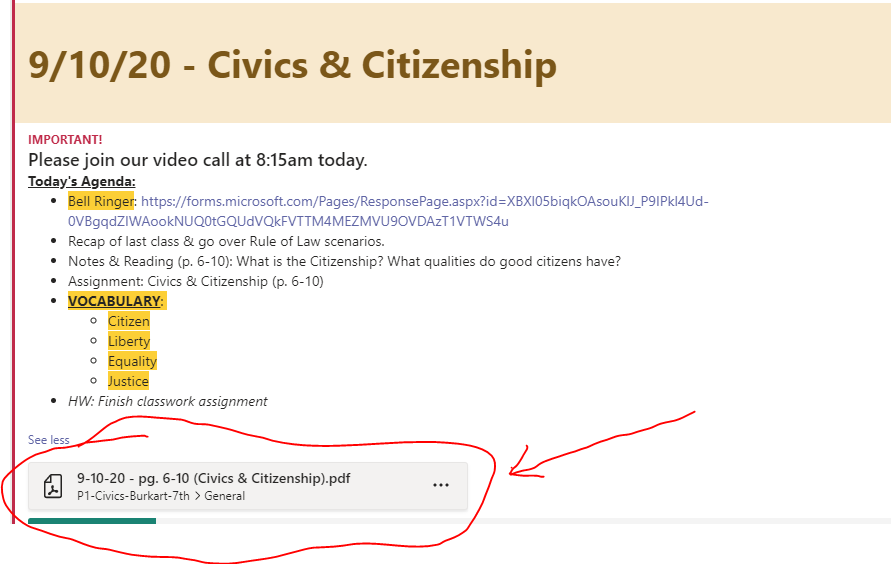 9/10/20 - Civics & Citizenship
IMPORTANT!
Please join our video call at 8:15am today.
Today's Agenda:
Bell Ringer: https://forms.microsoft.com/Pages/ResponsePage.aspx?id=XBXI05biqkOAsouKIJ_P9IPkI4Ud-
0VBgqdZIWAookNUQ0tGQUdVQkFVTTM4MEZMVU9OVDAzT1VTWS4u
Recap of last class & go over Rule of Law scenarios.
Notes & Reading (p. 6-10): What is the Citizenship? What qualities do good citizens have?
Assignment: Civics & Citizenship (p. 6-10)
VOCABULARY:
Citizen
Liberty
Equality
Justice
HW: Finish classwork assignment
See less
9-10-20 - pg. 6-10 (Civics & Citizenship).pdf
P1-Civics-Burkart-7th > General